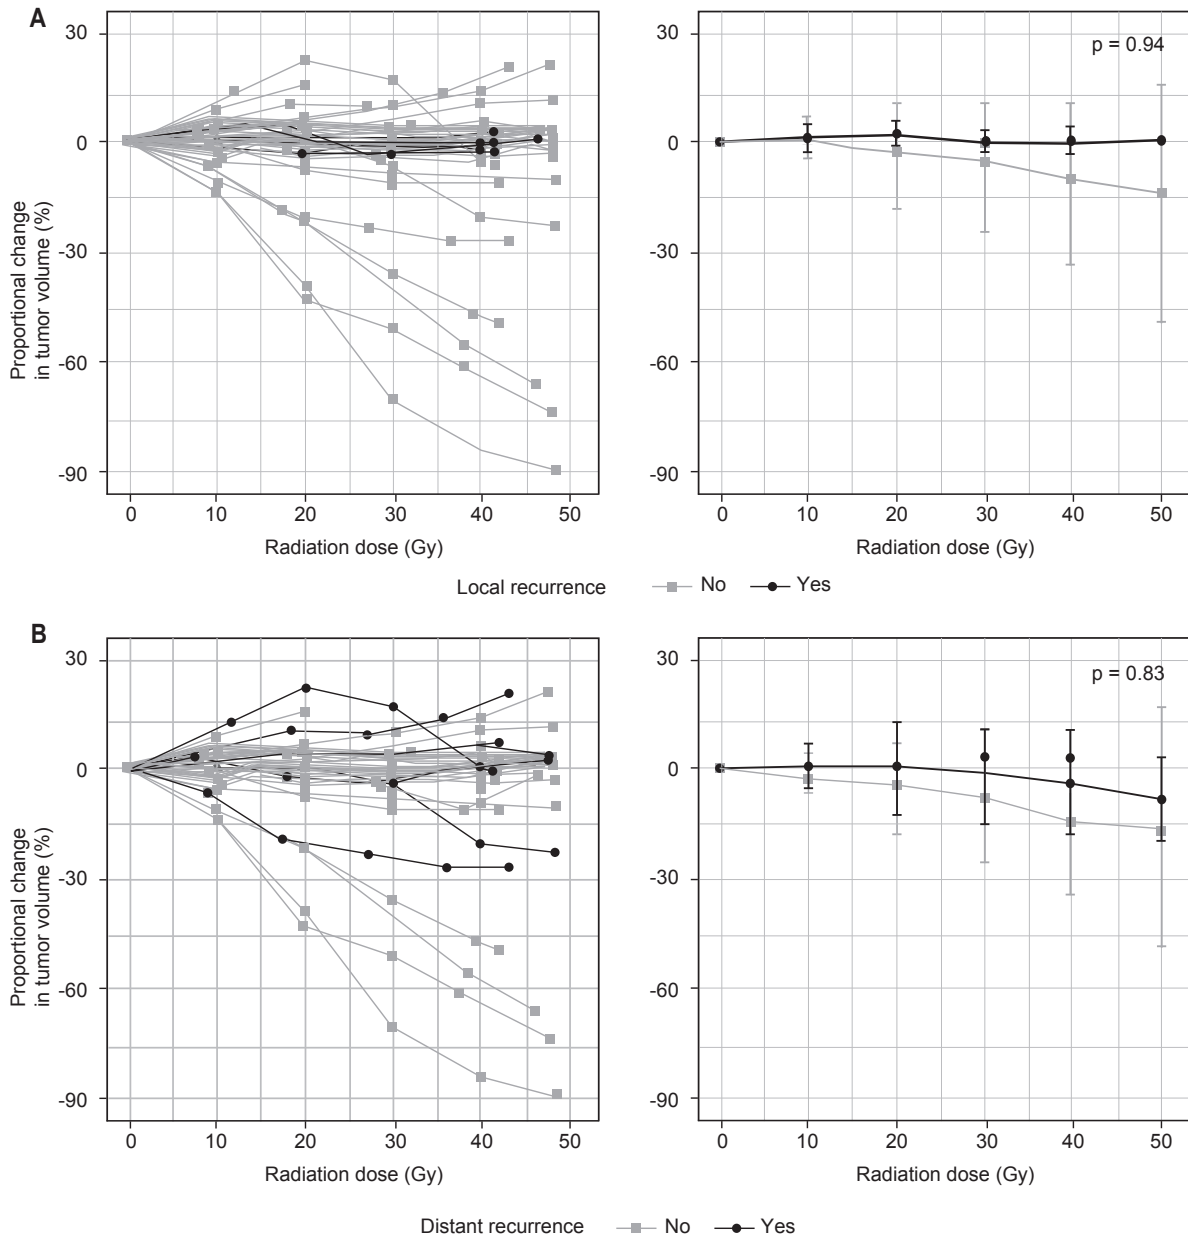 A
30
0
-30
-60
-90
Proportional change
in tumor volume (%)
0 10 20 30 40 50
Radiation dose (Gy)
30
0
-30
-60
-90
p = 0.94
0 10 20 30 40 50
Radiation dose (Gy)
Local recurrence No Yes
B
30
0
-30
-60
-90
Proportional change
in tumor volume (%)
0 10 20 30 40 50
Radiation dose (Gy)
30
0
-30
-60
-90
p = 0.83
0 10 20 30 40 50
Radiation dose (Gy)
Distant recurrence No Yes